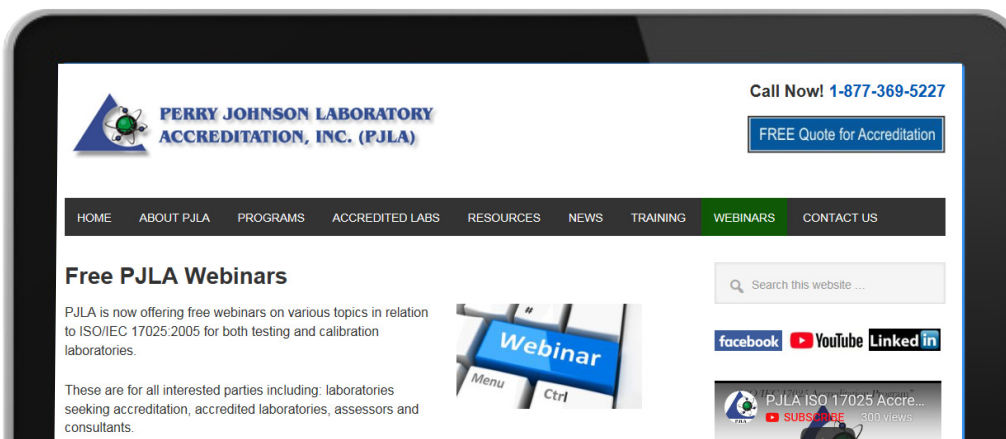 Call Now! 1-877-369-5227
PERRY JOHNSON LABORATORY
ACCREDITATION, INC. (PJLA)
FREE Quote for Accreditation
HOME ABOUT PJLA PROGRAMS ACCREDITED LABS RESOURCES NEWS TRAINING WEBINARS CONTACT US
Free PJLA Webinars
PJLA is now offering free webinars on various topics in relation
to ISO/IEC 17025:2005 for both testing and calibration
laboratories.
These are for all interested parties including: laboratories
seeking accreditation, accredited laboratories, assessors and
consultants.
#
Webinar
Menu
Ctrl
Search this website ...
facebook YouTube Linked in
PJLA ISO 17025 Accre...
SUBSCRIBE 300 views
PJLA